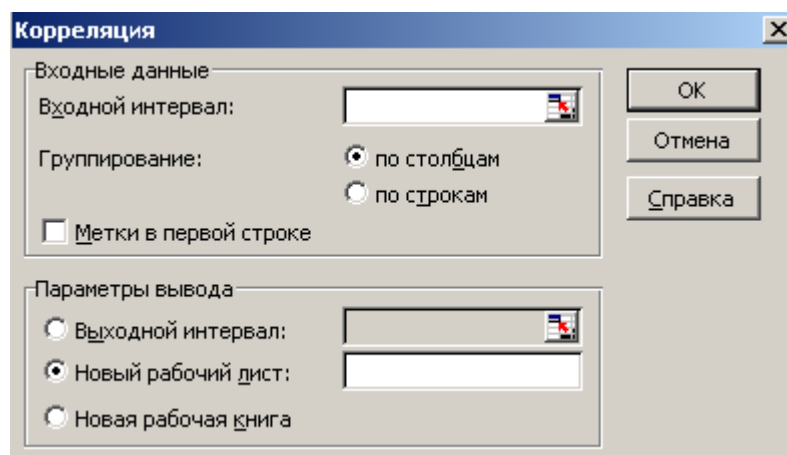 Корреляция
Входные данные
Входной интервал:
Группирование:
по столбцам
по строкам
Метки в первой строке
OK
Отмена
Справка
Параметры вывода
Выходной интервал:
Новый рабочий лист:
Новая рабочая книга